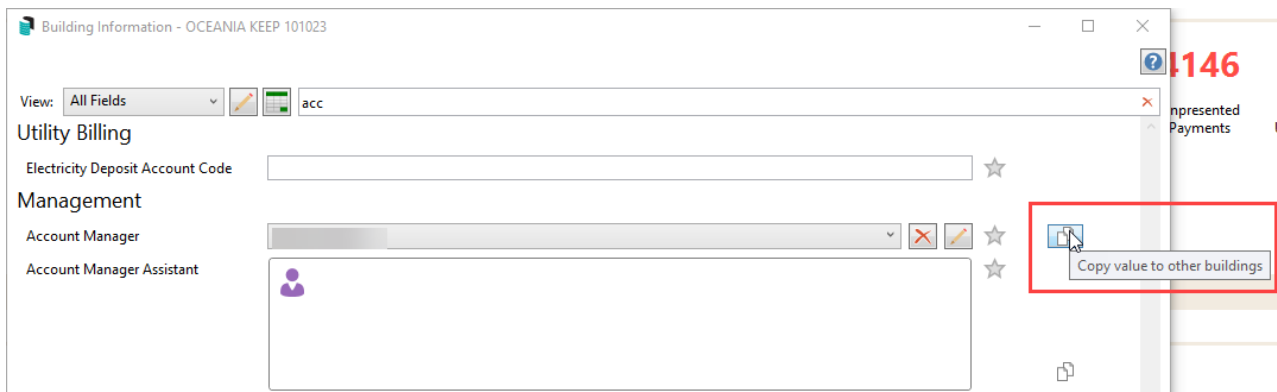 Building Information - OCEANIA KEEP 101023
4146
View: All Fields acc
npresented
Payments
Utility Billing
Electricity Deposit Account Code
Management
Account Manager
Copy value to other buildings
Account Manager Assistant